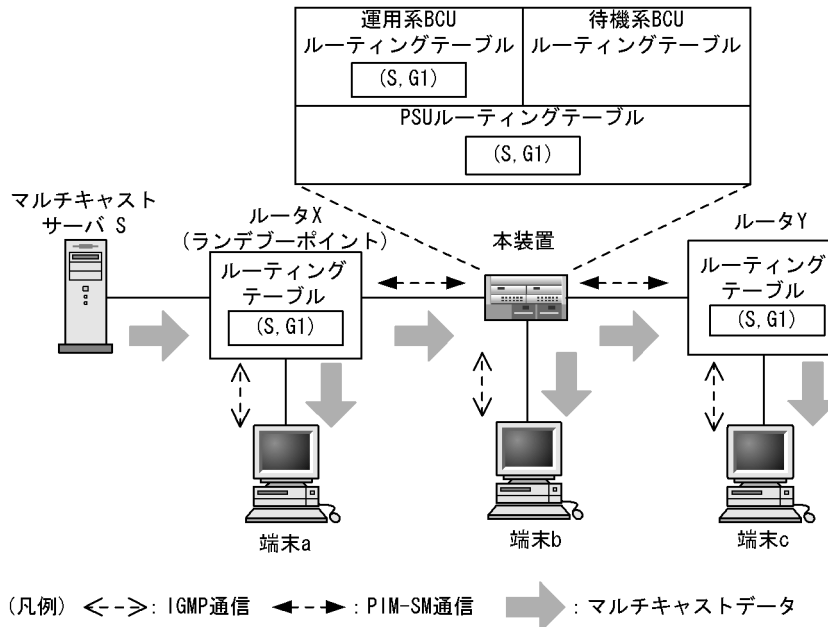 運用系BCU
ルーティングテーブル
(S,G1)
待機系BCU
ルーティングテーブル
PSUルーティングテーブル
(S,G1)
マルチキャスト
サーバ S
ルータX
(ランデブーポイント)
本装置
ルータY
ルーティング
テーブル
(S,G1)
ルーティング
テーブル
(S,G1)
端末a
端末b
端末c
(凡例) : IGMP通信 : PIM-SM通信 : マルチキャストデータ